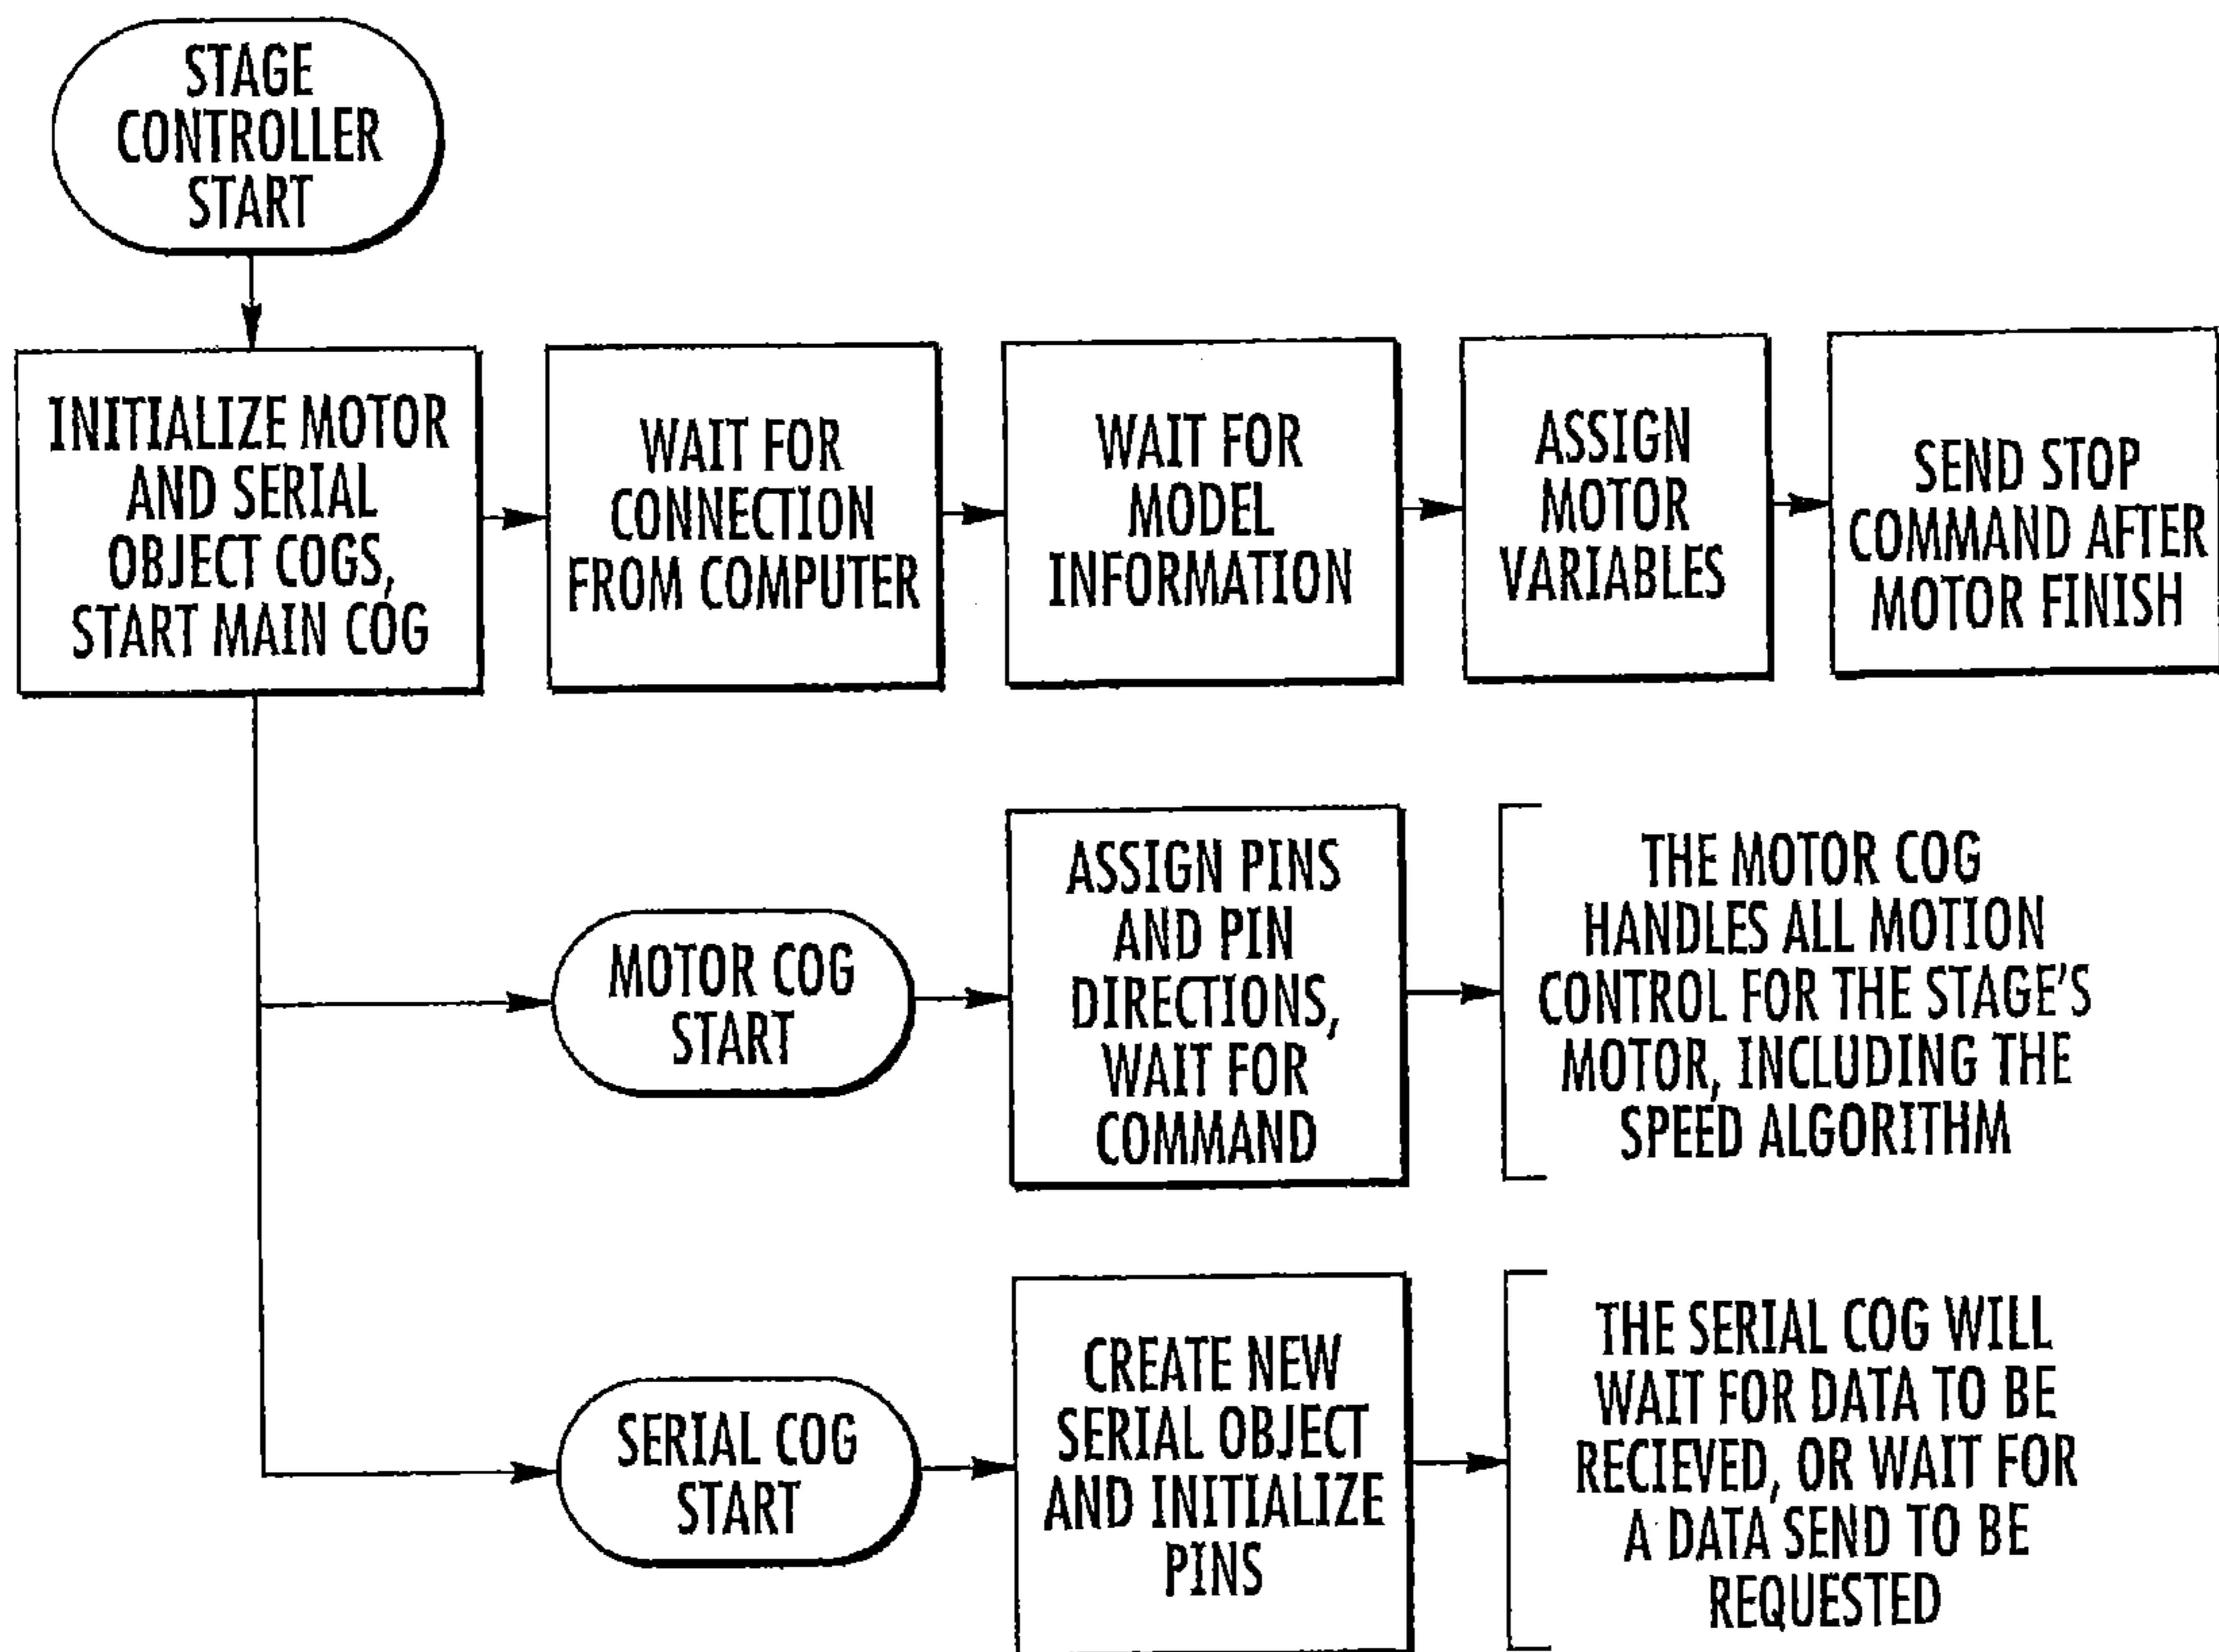 STAGE
CONTROLLER
START
INITIALIZE MOTOR
AND SERIAL
OBJECT COGS,
START MAIN COG
WAIT FOR
CONNECTION
FROM COMPUTER
WAIT FOR
MODEL
INFORMATION
ASSIGN
MOTOR
VARIABLES
SEND STOP
COMMAND AFTER
MOTOR FINISH
MOTOR COG
START
ASSIGN PINS
AND PIN
DIRECTIONS,
WAIT FOR
COMMAND
THE MOTOR COG
HANDLES ALL MOTION
CONTROL FOR THE STAGE'S
MOTOR, INCLUDING THE
SPEED ALGORITHM
SERIAL COG
START
CREATE NEW
SERIAL OBJECT
AND INITIALIZE
PINS
THE SERIAL COG WILL
WAIT FOR DATA TO BE
RECIEVED, OR WAIT FOR
A DATA SEND TO BE
REQUESTED